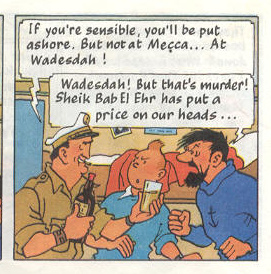 If you're sensible, you'll be put
ashore. But not at Meçca... At
Wadesdah !
Wadesdah! But that's murder!
Sheik Bab El Ehr has put a
price on our heads ...